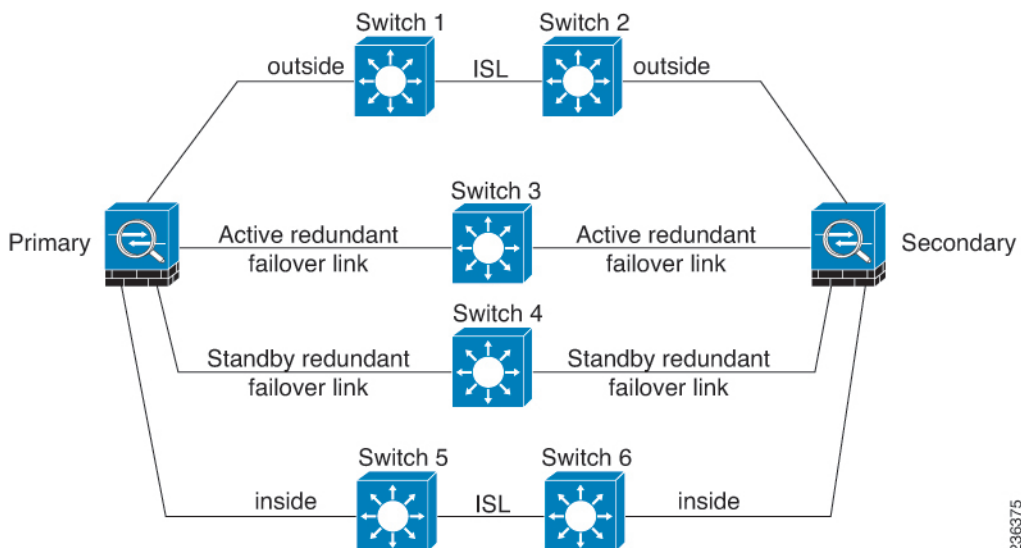 Switch 1
Switch 2
outside
ISL
outside
Switch 3
Primary
Active redundant
failover link
Active redundant
failover link
Secondary
Switch 4
Standby redundant
failover link
Standby redundant
failover link
Switch 5
Switch 6
inside
ISL
inside
236375